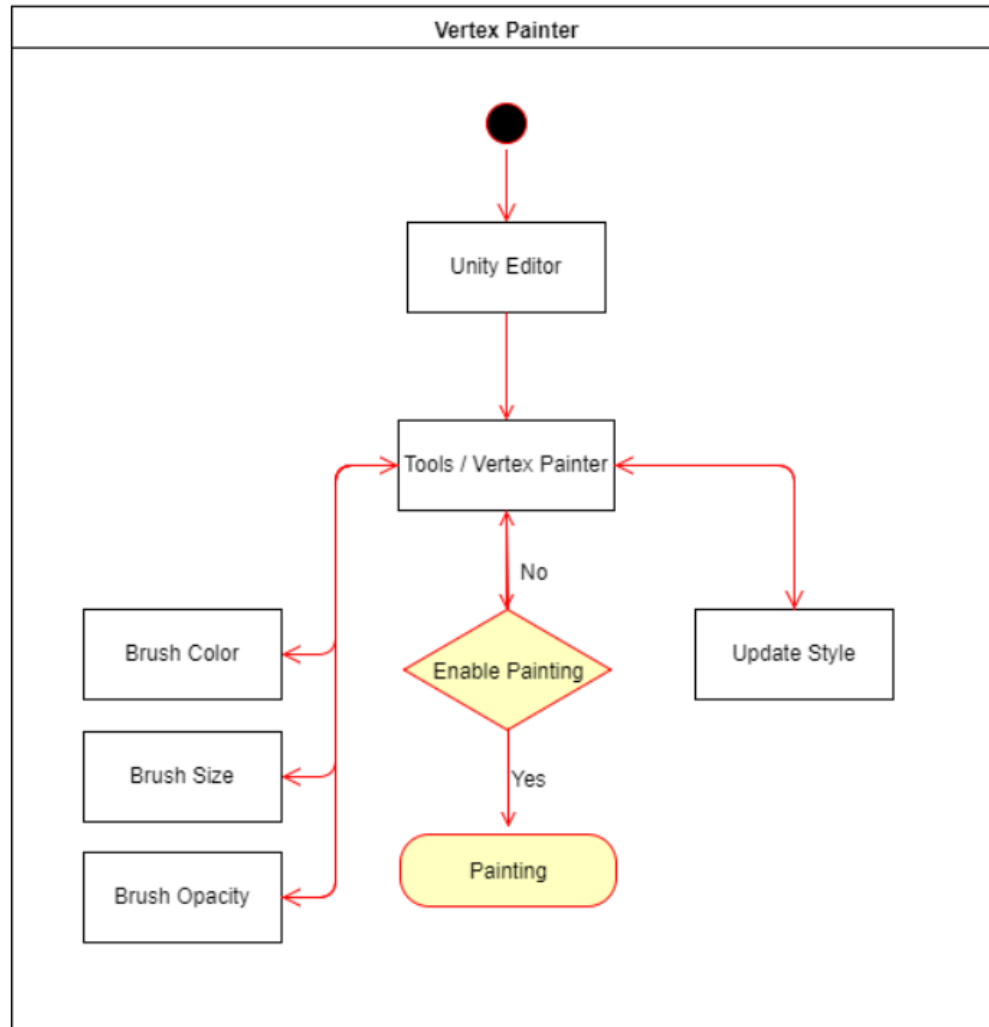 Vertex Painter
Unity Editor
Tools / Vertex Painter
No
Brush Color
Enable Painting
Update Style
Brush Size
Yes
Painting
Brush Opacity